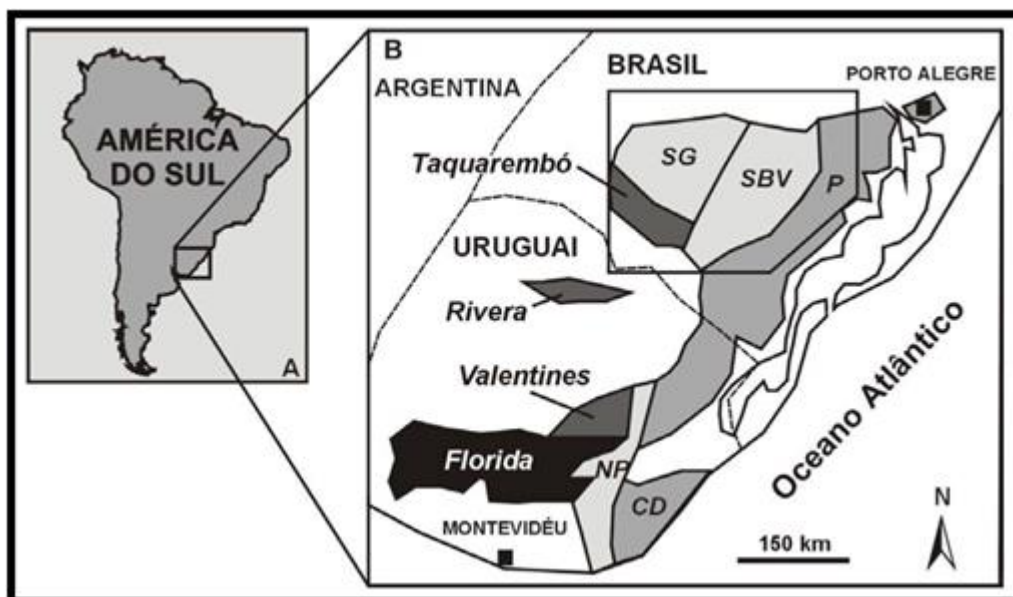 AMÉRICA
DO SUL
A
B
BRASIL
PORTO ALEGRE
ARGENTINA
SG
Taquarembó
SBV
P
URUGUAI
Rivera
Valentines
Oceano Atlântico
Florida
NP
CD
N
MONTEVIDÉU
150 km